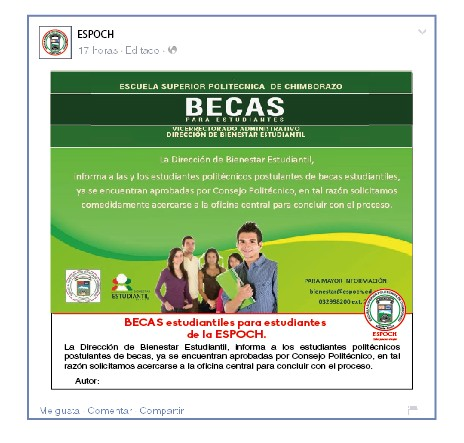 ESPOCH
17 horas · Editado ·
ESCUELA SUPERIOR POLITECNICA DE CHIMBORAZO
BECAS
PARA ESTUDIANTES
VICERRECTORADO ADMINISTRATIVO
DIRECCIÓN DE BIENESTAR ESTUDIANTIL
La Dirección de Bienestar Estudiantil,
informa a las y los estudiantes politécnicos postulantes de becas estudiantiles,
ya se encuentran aprobadas por Consejo Politécnico, en tal razón solicitamos
comedidamente acercarse a la oficina central para concluir con el proceso.
PARA MAYOR INFORMACIÓN
bienestar@espoch.ed
032998200 ext.
ESTUDIANTIL
ESPOCH
BECAS estudiantiles para estudiantes
de la ESPOCH.
La Dirección de Bienestar Estudiantil, informa a los estudiantes politécnicos
postulantes de becas, ya se encuentran aprobadas por Consejo Politécnico, en tal
razón solicitamos acercarse a la oficina central para concluir con el proceso.
Autor:
Me gusta · Comentar · Compartir